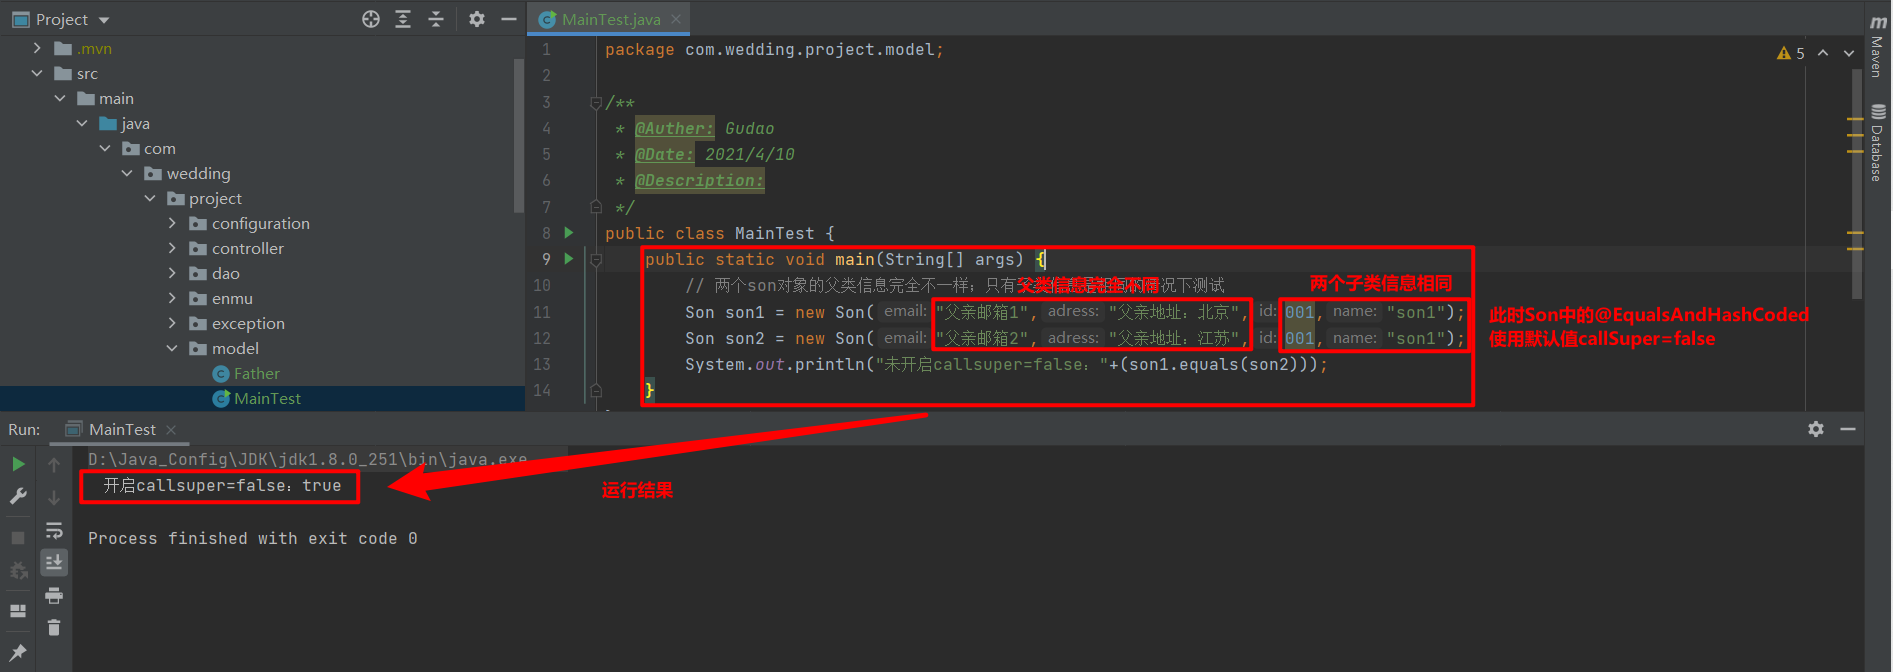 Project
MainTest.java
.mvn
src
main
java
com
wedding
project
configuration
controller
dao
enmu
exception
model
Father
MainTest
1 package com.wedding.project.model;
2
3 /**
4 * @Auther: Gudao
5 * @Date: 2021/4/10
6 * @Description:
7 */
8 public class MainTest {
9 public static void main(String[] args) {
10 // 两个son对象的父类信息完全不一样；只有
况下测试
父类信息完全不同
两个子类信息相同
11 Son son1 = new Son( email: "父亲邮箱1", adress: "父亲地址：北京", id: 001, name: "son1");
12 Son son2 = new Son( email: "父亲邮箱2", adress: "父亲地址：江苏", id: 001, name: "son1");
13 System.out.println("未开启callsuper=false："+(son1.equals(son2)));
14 }
此时Son中的@EqualsAndHashCoded
使用默认值callSuper=false
5
Maven
Database
Run: MainTest
D:\Java_Config\JDK\jdk1.8.0_251\bin\java.exe
开启callsuper=false：true
运行结果
Process finished with exit code 0